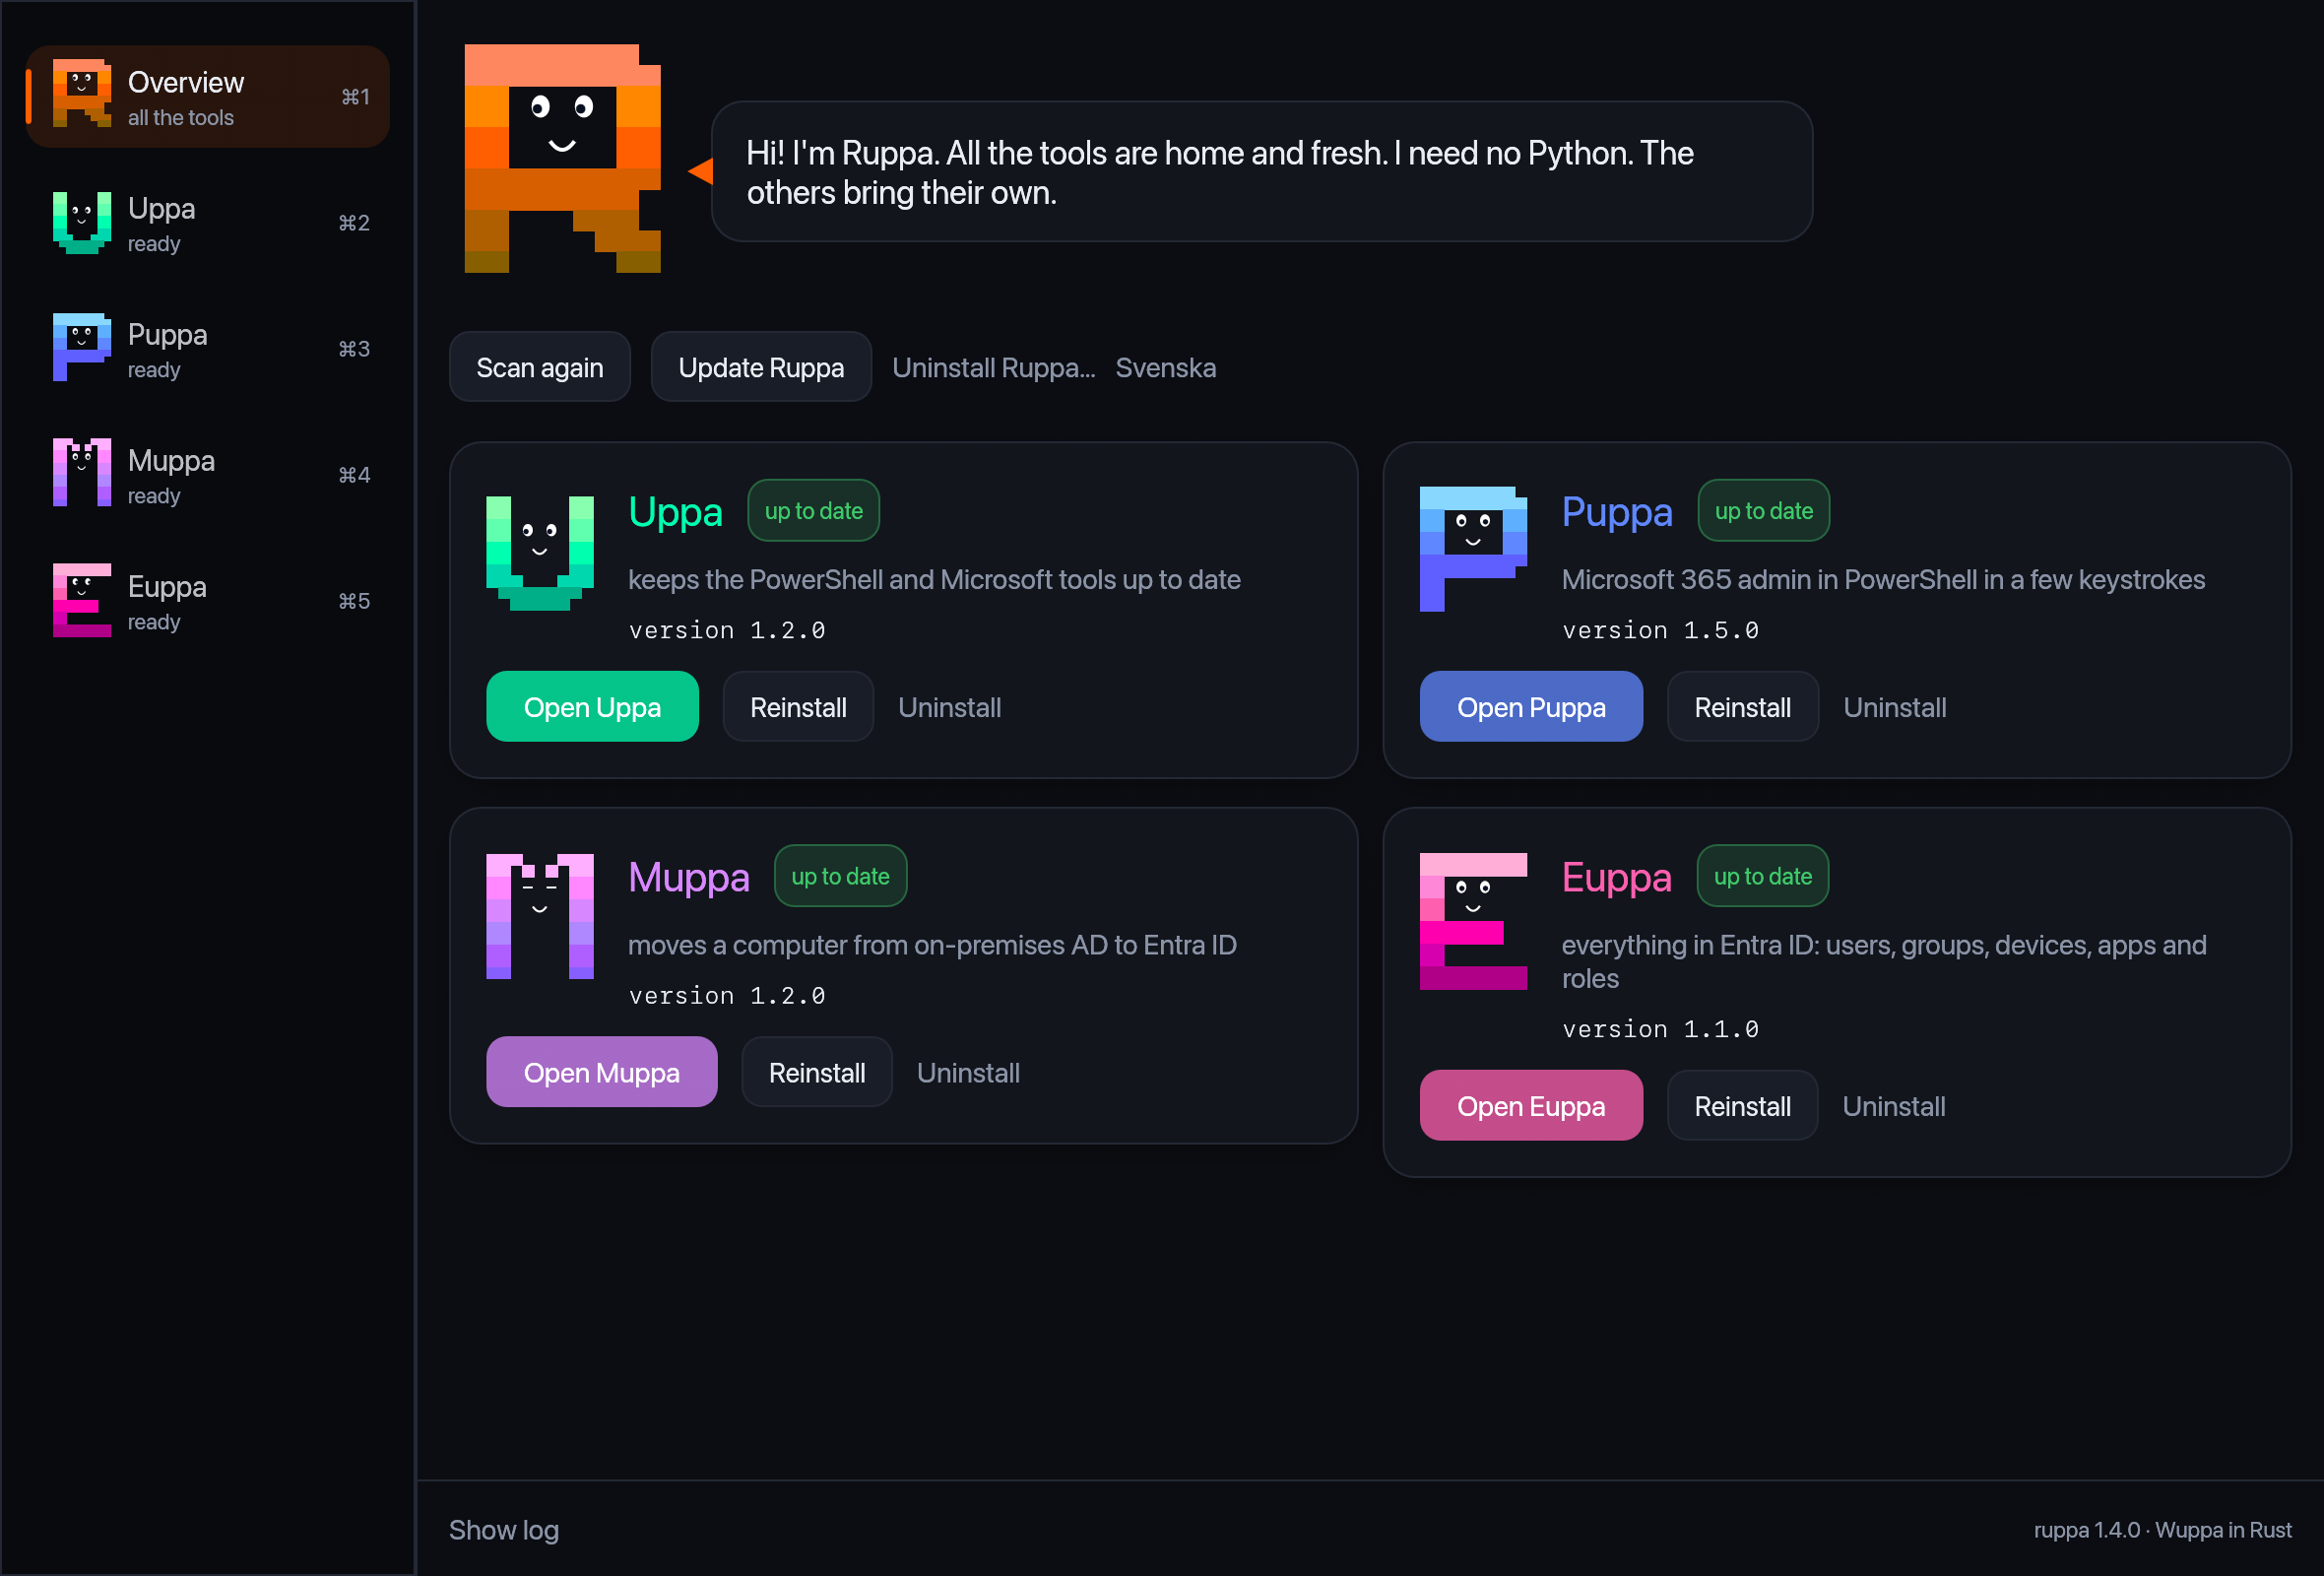 Overview
all the tools
⌘1
Uppa
ready
⌘2
Puppa
ready
⌘3
Muppa
ready
⌘4
Euppa
ready
⌘5
Hi! I'm Ruppa. All the tools are home and fresh. I need no Python. The
others bring their own.
Scan again
Update Ruppa
Uninstall Ruppa...
Svenska
Uppa
up to date
keeps the PowerShell and Microsoft tools up to date
version 1.2.0
Open Uppa
Reinstall
Uninstall
Puppa
up to date
Microsoft 365 admin in PowerShell in a few keystrokes
version 1.5.0
Open Puppa
Reinstall
Uninstall
Muppa
up to date
moves a computer from on-premises AD to Entra ID
version 1.2.0
Open Muppa
Reinstall
Uninstall
Euppa
up to date
everything in Entra ID: users, groups, devices, apps and
roles
version 1.1.0
Open Euppa
Reinstall
Uninstall
Show log
ruppa 1.4.0 · Wuppa in Rust